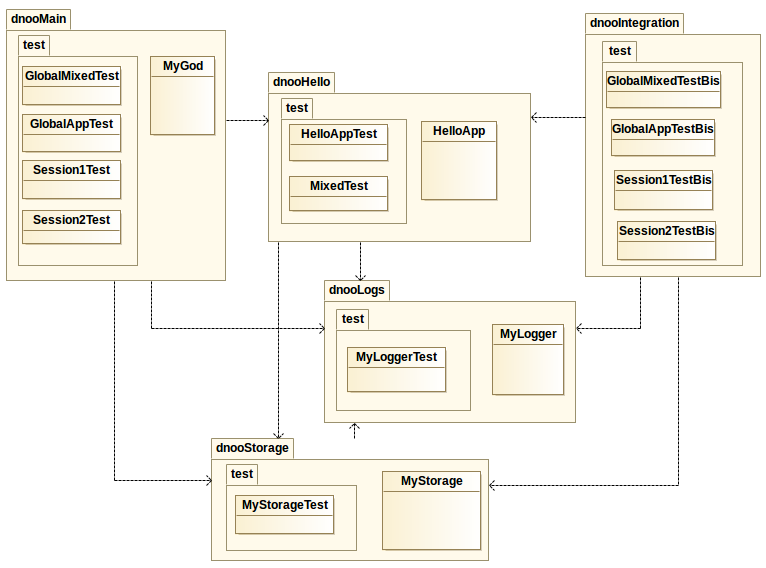 dnooMain
test
GlobalMixedTest
GlobalAppTest
Session1Test
Session2Test
MyGod
dnooHello
test
HelloAppTest
MixedTest
HelloApp
dnooIntegration
test
GlobalMixedTestBis
GlobalAppTestBis
Session1TestBis
Session2TestBis
dnooLogs
test
MyLoggerTest
MyLogger
dnooStorage
test
MyStorageTest
MyStorage